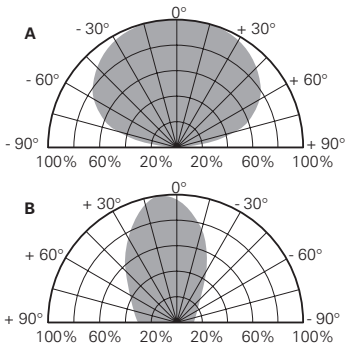 0°
A - 30° + 30°
- 60° + 60°
- 90° + 90°
100% 60% 20% 20% 60% 100%
0°
B + 30° - 30°
+ 60° - 60°
+ 90° - 90°
100% 60% 20% 20% 60% 100%